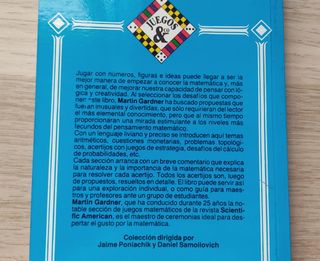 JUEGOS
&
Jugar con números, figuras e ideas puede llegar a ser la
mejor manera de empezar a conocer la matemática y, más
en general, de mejorar nuestra capacidad de pensar con ló-
gica y creatividad. Al seleccionar los desafíos que compo-
nen este libro, Martin Gardner ha buscado propuestas que
fueran inusuales y divertidas, que sólo requirieran del lector
el más elemental conocimiento, pero que al mismo tiempo
proporcionaran una mirada estimulante a los niveles más
fecundos del pensamiento matemático.
Con un lenguaje liviano y preciso se introducen aquí temas
aritméticos, cuestiones monetarias, problemas topológi-
cos, acertijos con juegos de estrategia, desafíos del cálculo
de probabilidades, etc.
Cada sección arranca con un breve comentario que explica
la naturaleza y la importancia de la matemática necesaria
para resolver cada acertijo. Todos los acertijos son, luego
de propuestos, resueltos en detalle. El libro puede servir así
para una exploración individual, o como guía para maes-
tros y profesores ante un grupo de estudiantes.
Martin Gardner, que ha conducido durante 25 años la no-
table sección de juegos matemáticos de la revista Scienti-
fic American, es el maestro de ceremonias ideal para des-
pertar el gusto por la matemática.
Colección dirigida por
Jaime Poniachik y Daniel Samoilovich